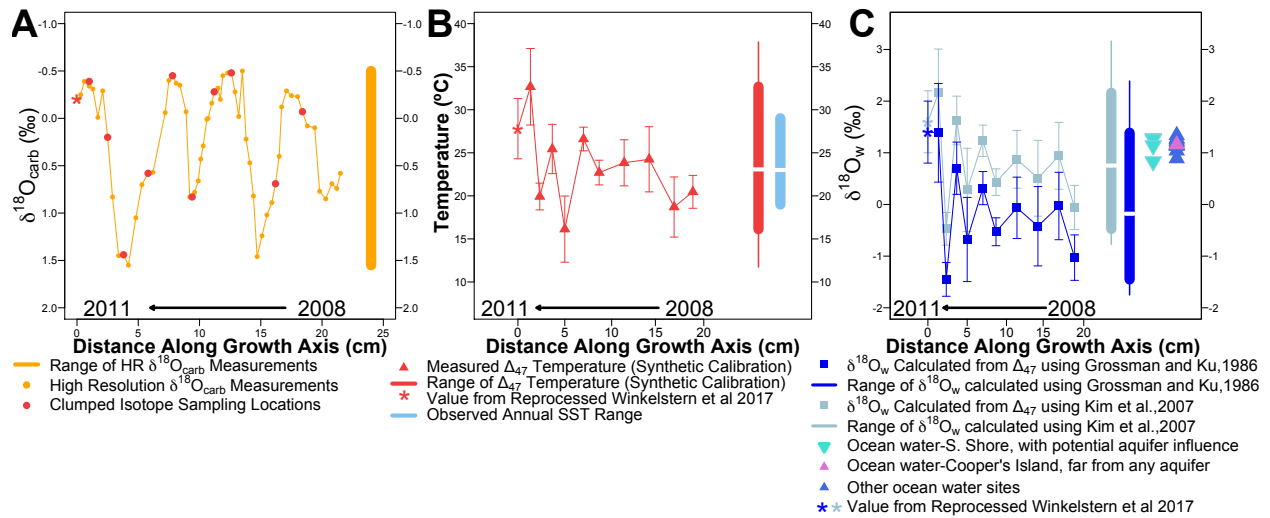 A
-1.0
-0.5
0.0
0.5
1.0
1.5
2.0
δ¹⁸O_carb (‰)
-1.0
-0.5
0.0
0.5
1.0
1.5
2.0
2011
2008
0
5
10
15
20
25
Distance Along Growth Axis (cm)
Range of HR δ¹⁸O_carb Measurements
High Resolution δ¹⁸O_carb Measurements
Clumped Isotope Sampling Locations
B
40
35
30
25
20
15
10
Temperature (ºC)
40
35
30
25
20
15
10
2011
2008
0
5
10
15
20
Distance Along Growth Axis (cm)
Measured Δ₄₇ Temperature (Synthetic Calibration)
Range of Δ₄₇ Temperature (Synthetic Calibration)
Value from Reprocessed Winkelstern et al 2017
Observed Annual SST Range
C
3
2
1
0
-1
-2
δ¹⁸O_w (‰)
3
2
1
0
-1
-2
2011
2008
0
5
10
15
20
Distance Along Growth Axis (cm)
δ¹⁸O_w Calculated from Δ₄₇ using Grossman and Ku,1986
Range of δ¹⁸O_w calculated using Grossman and Ku,1986
δ¹⁸O_w Calculated from Δ₄₇ using Kim et al.,2007
Range of δ¹⁸O_w calculated using Kim et al.,2007
Ocean water-S. Shore, with potential aquifer influence
Ocean water-Cooper's Island, far from any aquifer
Other ocean water sites
Value from Reprocessed Winkelstern et al 2017